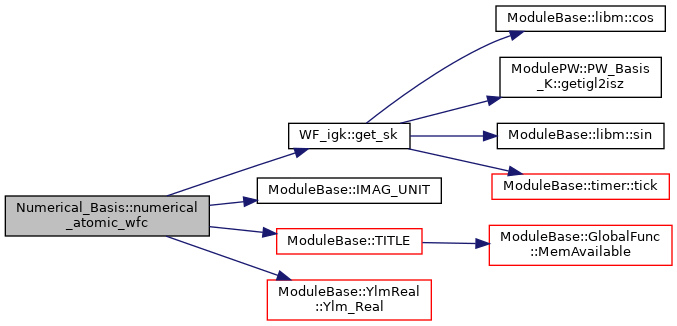 Numerical_Basis::numerical
_atomic_wfc
WF_igk::get_sk
ModuleBase::IMAG_UNIT
ModuleBase::TITLE
ModuleBase::YlmReal
::Ylm_Real
ModuleBase::libm::cos
ModulePW::PW_Basis
_K::getigl2isz
ModuleBase::libm::sin
ModuleBase::timer::tick
ModuleBase::GlobalFunc
::MemAvailable